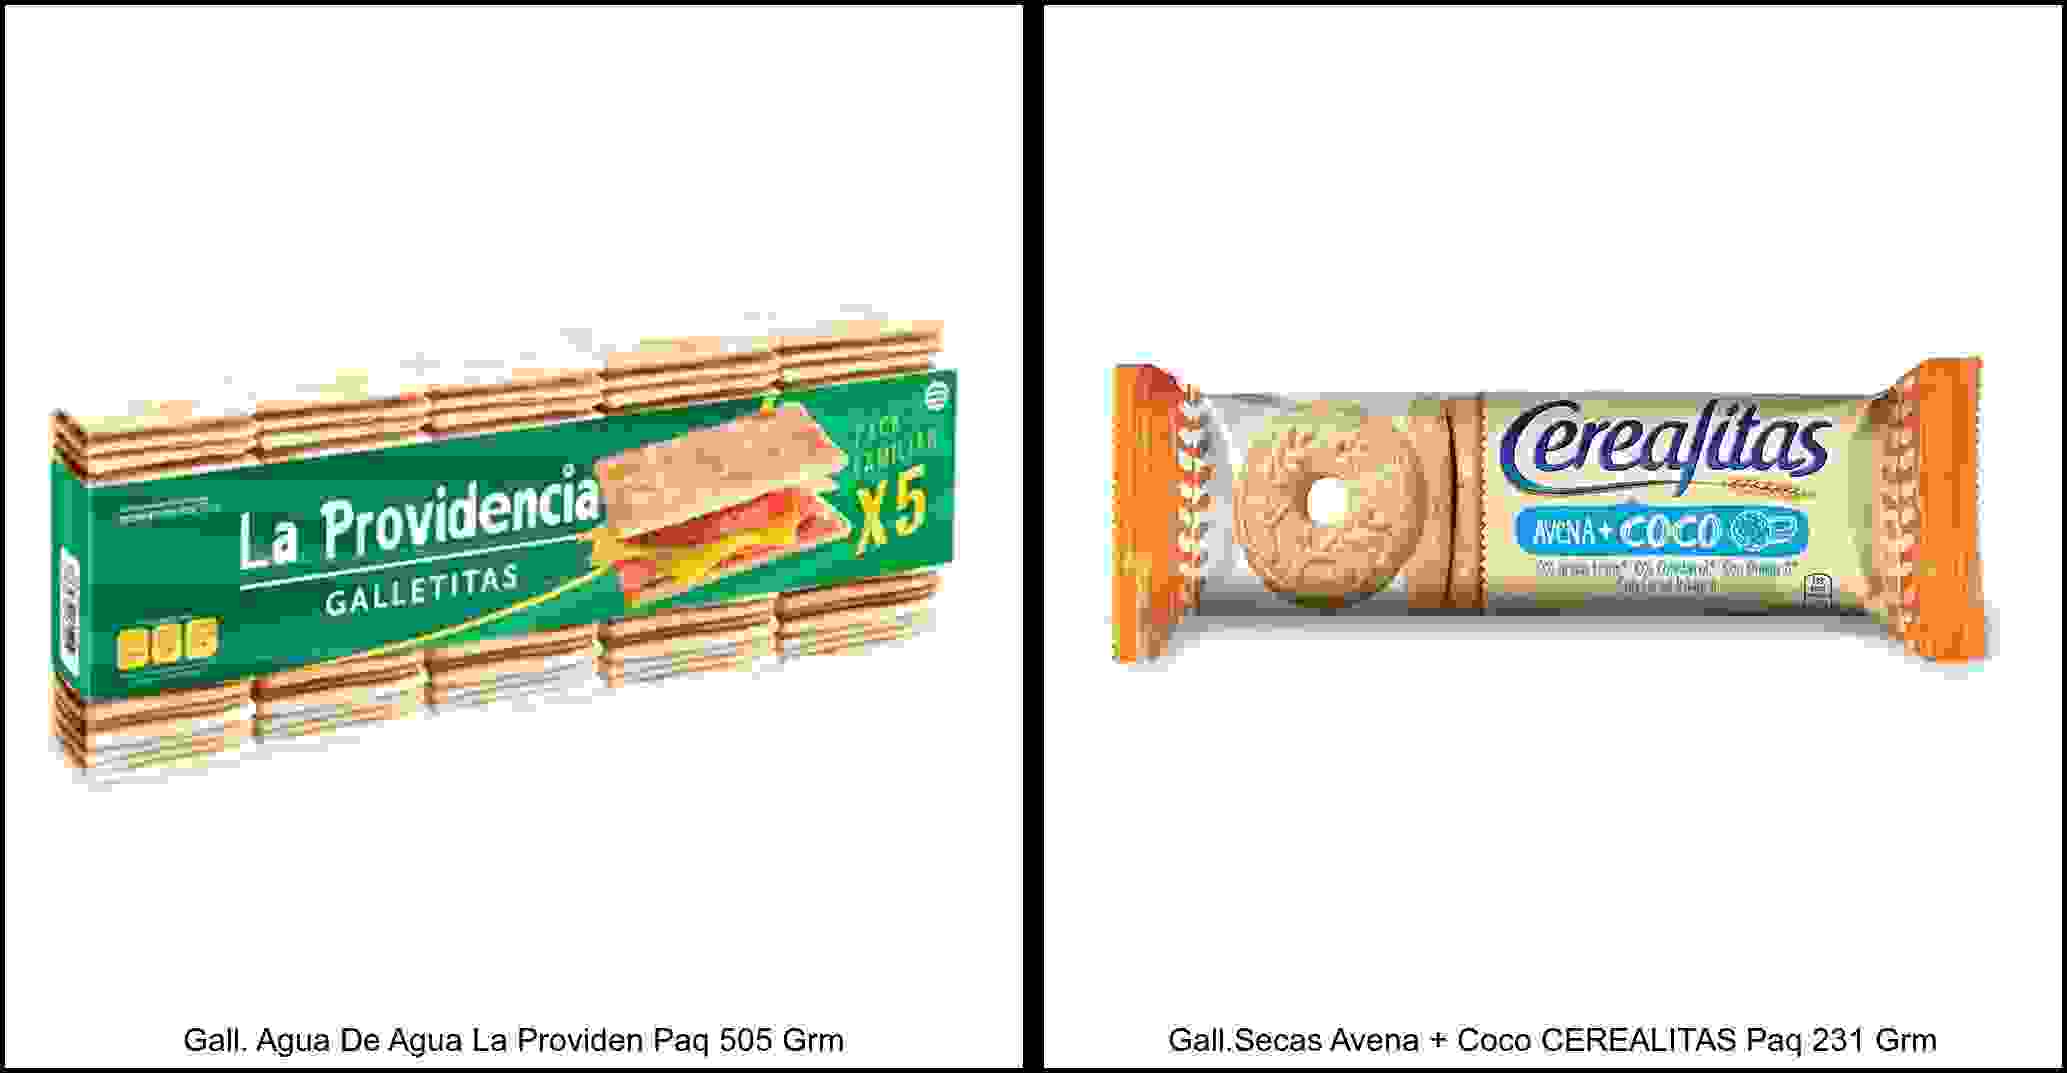 La Providencia
GALLETITAS
PACK
FAMILIAR
X5
Cerealitas
AVENA + COCO
Gall. Agua De Agua La Providen Paq 505 Grm
Gall.Secas Avena + Coco CEREALITAS Paq 231 Grm